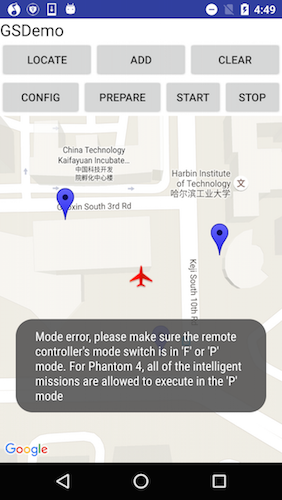 4:49
GSDemo
LOCATE ADD CLEAR
CONFIG PREPARE START STOP
China Technology
Kaifayuan Incubate...
中国科技开发
院孵化中心楼
Harbin Institute
of Technology
哈尔滨工业大学
文
South 3rd Rd
Keji South 10th
Mode error, please make sure the remote
controller's mode switch is in 'F' or 'P'
mode. For Phantom 4, all of the intelligent
missions are allowed to execute in the 'P'
mode
Google